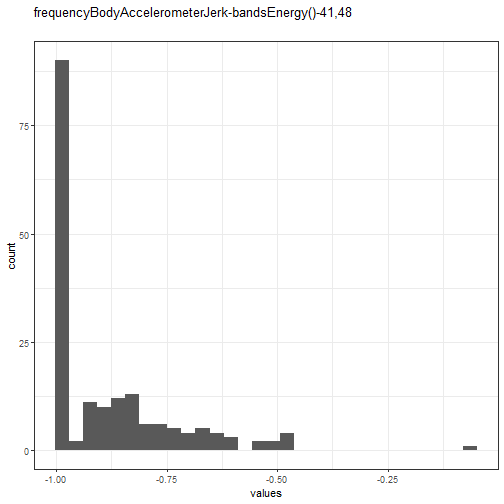 frequencyBodyAccelerometerJerk-bandsEnergy()-41,48
75
50
25
0
count
-1.00 -0.75 -0.50 -0.25
values